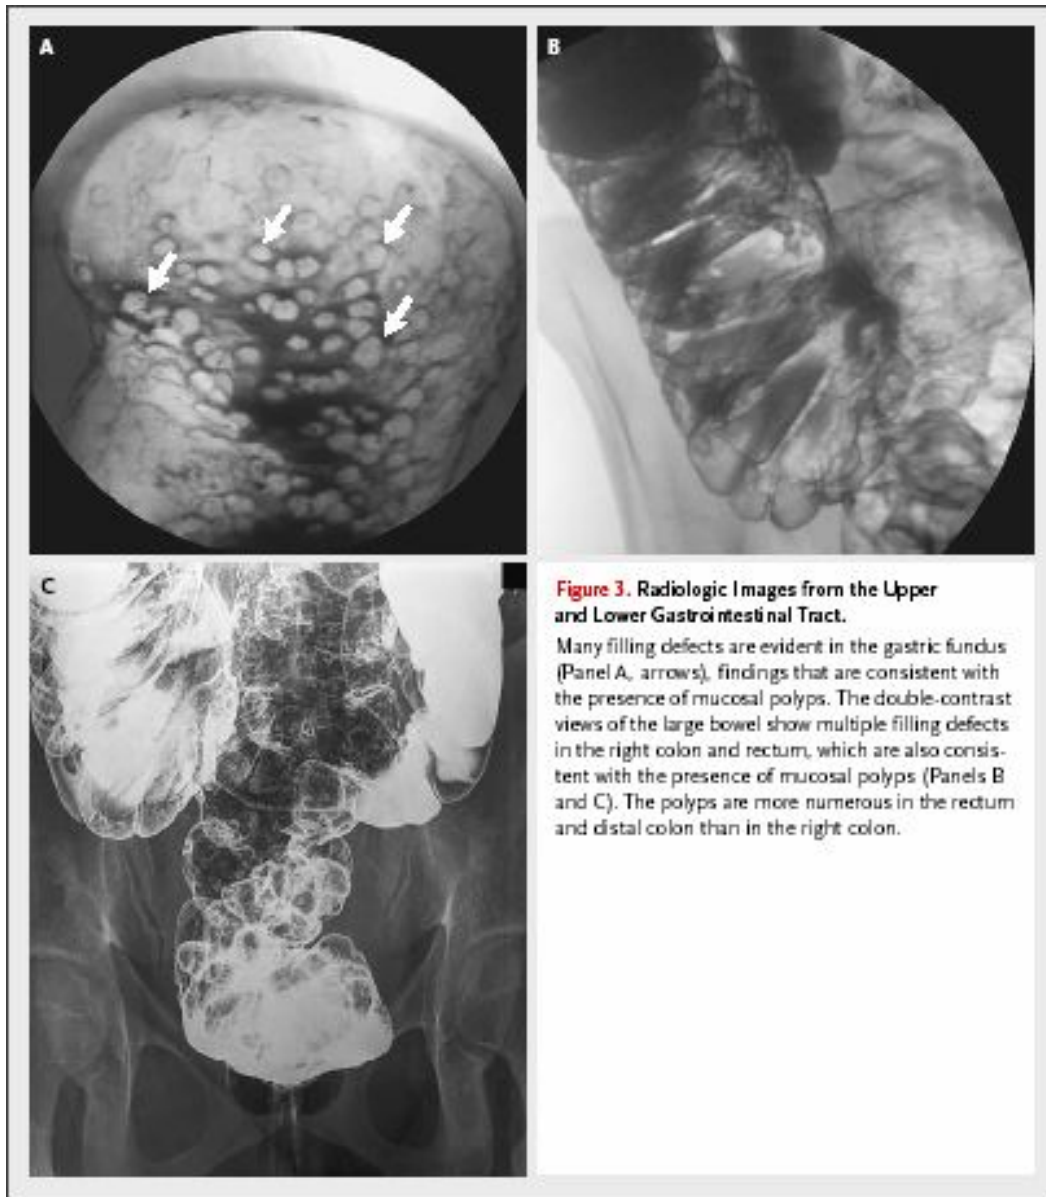 A
B
C
Figure 3. Radiologic Images from the Upper
and Lower Gastrointestinal Tract.
Many filling defects are evident in the gastric fundus
(Panel A, arrows), findings that are consistent with
the presence of mucosal polyps. The double-contrast
views of the large bowel show multiple filling defects
in the right colon and rectum, which are also consis-
tent with the presence of mucosal polyps (Panels B
and C). The polyps are more numerous in the rectum
and distal colon than in the right colon.